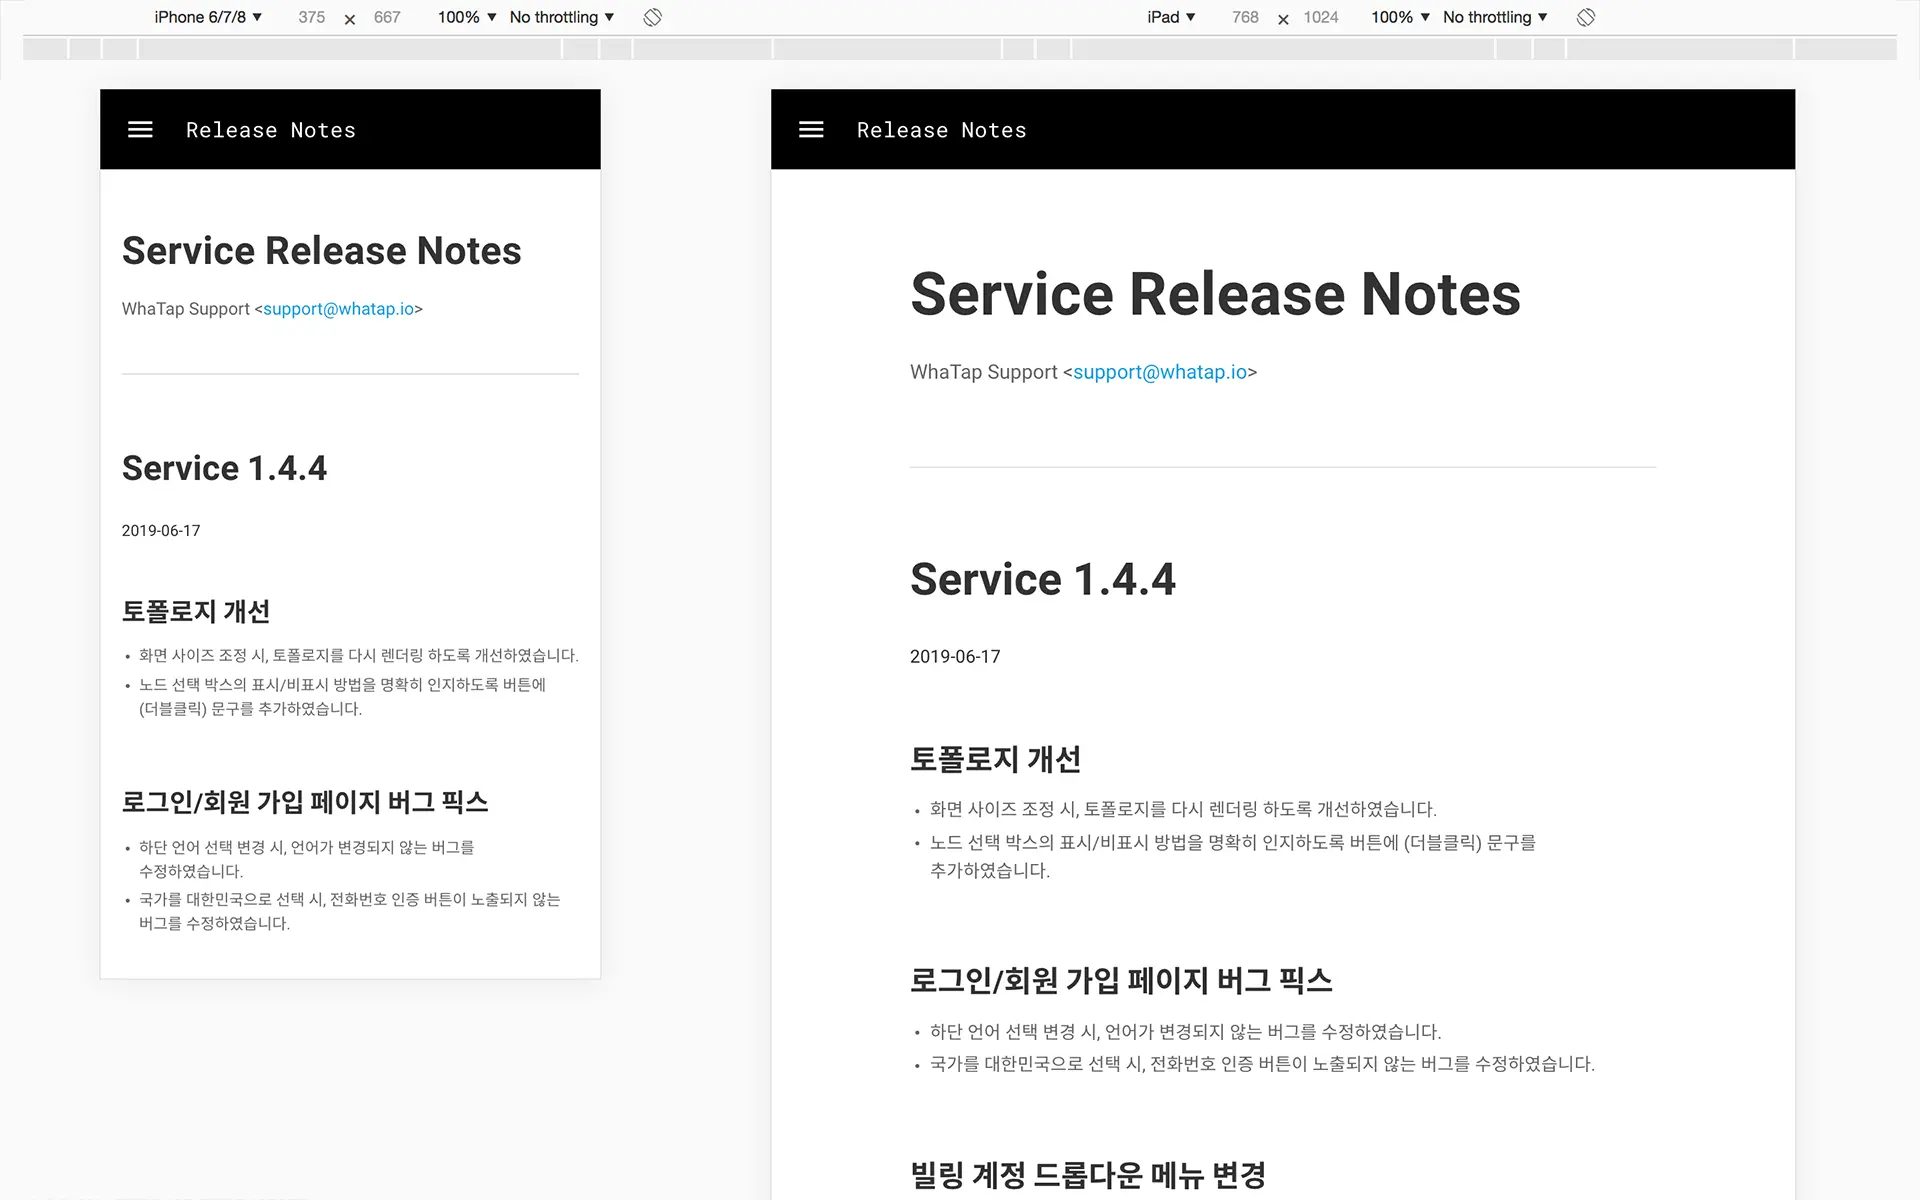 iPhone 6/7/8 ▼ 375 × 667 100% ▼ No throttling ▼
Release Notes
Service Release Notes
WhaTap Support <support@whatap.io>
Service 1.4.4
2019-06-17
토폴로지 개선
• 화면 사이즈 조정 시, 토폴로지를 다시 렌더링 하도록 개선하였습니다.
• 노드 선택 박스의 표시/비표시 방법을 명확히 인지하도록 버튼에
(더블클릭) 문구를 추가하였습니다.
로그인/회원 가입 페이지 버그 픽스
• 하단 언어 선택 변경 시, 언어가 변경되지 않는 버그를
수정하였습니다.
• 국가를 대한민국으로 선택 시, 전화번호 인증 버튼이 노출되지 않는
버그를 수정하였습니다.
iPad ▼ 768 × 1024 100% ▼ No throttling ▼
Release Notes
Service Release Notes
WhaTap Support <support@whatap.io>
Service 1.4.4
2019-06-17
토폴로지 개선
• 화면 사이즈 조정 시, 토폴로지를 다시 렌더링 하도록 개선하였습니다.
• 노드 선택 박스의 표시/비표시 방법을 명확히 인지하도록 버튼에 (더블클릭) 문구를
추가하였습니다.
로그인/회원 가입 페이지 버그 픽스
• 하단 언어 선택 변경 시, 언어가 변경되지 않는 버그를 수정하였습니다.
• 국가를 대한민국으로 선택 시, 전화번호 인증 버튼이 노출되지 않는 버그를 수정하였습니다.
빌링 계정 드롭다운 메뉴 변경